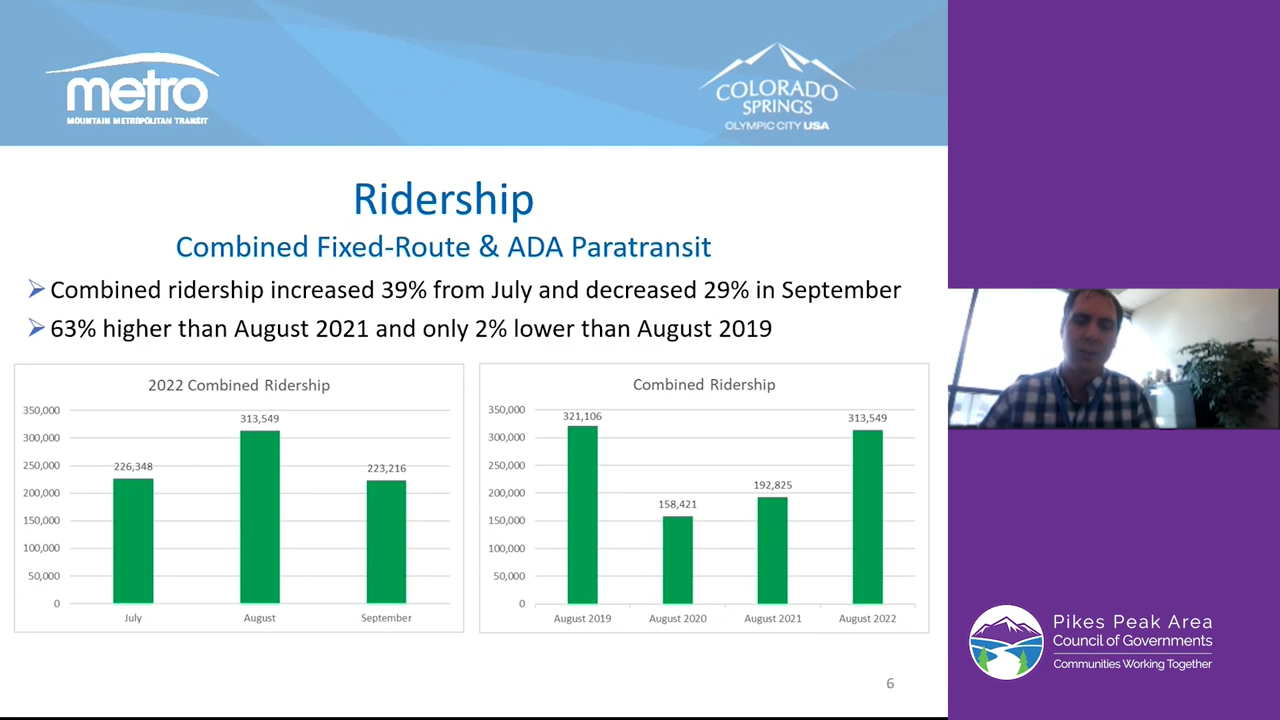 metro
MOUNTAIN METROPOLITAN TRANSIT
COLORADO
SPRINGS
OLYMPIC CITY USA
Ridership
Combined Fixed-Route & ADA Paratransit
Combined ridership increased 39% from July and decreased 29% in September
63% higher than August 2021 and only 2% lower than August 2019
2022 Combined Ridership
350,000
300,000
250,000
200,000
150,000
100,000
50,000
0
226,348
313,549
223,216
July
August
September
Combined Ridership
350,000
300,000
250,000
200,000
150,000
100,000
50,000
0
321,106
158,421
192,825
313,549
August 2019
August 2020
August 2021
August 2022
6
Pikes Peak Area
Council of Governments
Communities Working Together